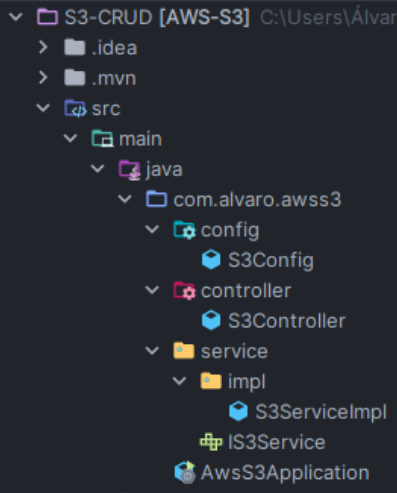 S3-CRUD [AWS-S3] C:\Users\Álvar
.idea
.mvn
src
main
java
com.alvaro.awss3
config
S3Config
controller
S3Controller
service
impl
S3ServiceImpl
IS3Service
AwsS3Application